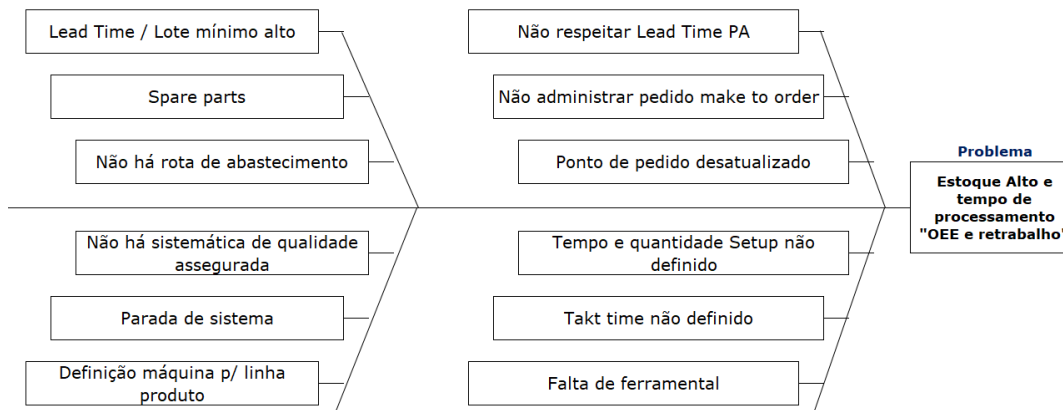 Lead Time / Lote mínimo alto
Não respeitar Lead Time PA
Spare parts
Não administrar pedido make to order
Não há rota de abastecimento
Ponto de pedido desatualizado
Problema
Estoque Alto e
tempo de
processamento
"OEE e retrabalho"
Não há sistemática de qualidade
assegurada
Tempo e quantidade Setup não
definido
Parada de sistema
Takt time não definido
Definição máquina p/ linha
produto
Falta de ferramental